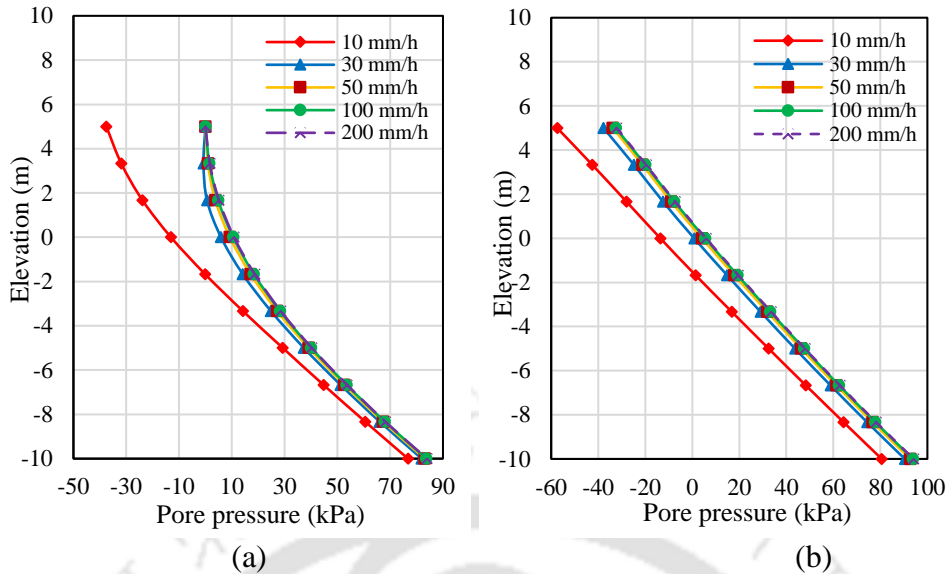 10
8
6
4
2
0
-2
-4
-6
-8
-10
Elevation (m)
-50 -30 -10 10 30 50 70 90
Pore pressure (kPa)
10 mm/h
30 mm/h
50 mm/h
100 mm/h
200 mm/h
(a)
10
8
6
4
2
0
-2
-4
-6
-8
-10
Elevation (m)
-60 -40 -20 0 20 40 60 80 100
Pore pressure (kPa)
10 mm/h
30 mm/h
50 mm/h
100 mm/h
200 mm/h
(b)